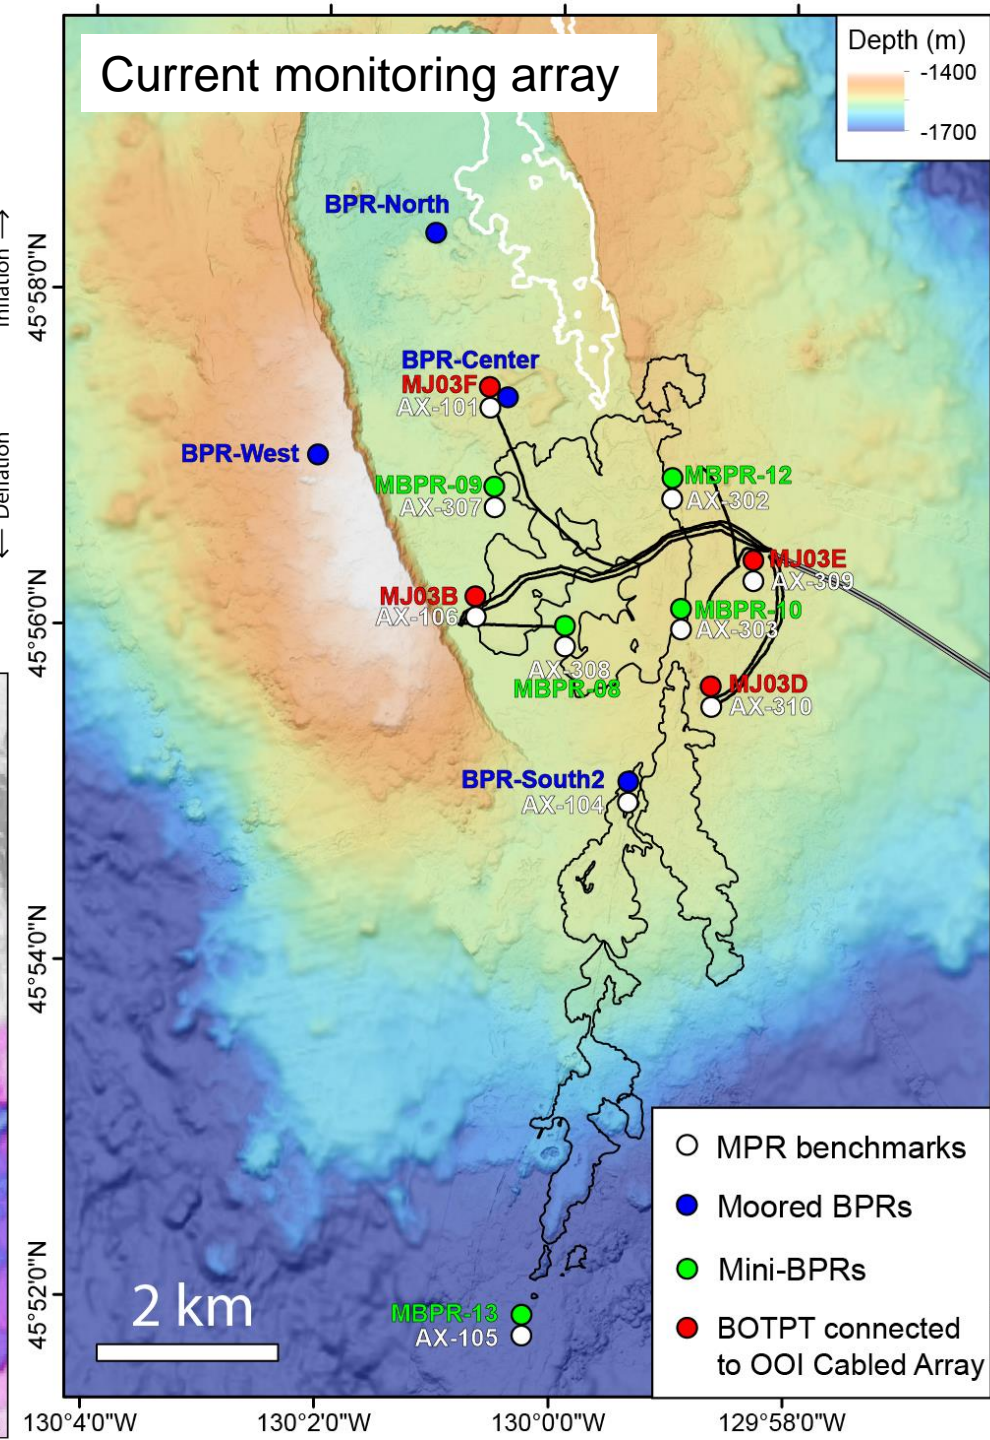 Current monitoring array
Depth (m)
-1400
-1700
Inflation →
← Deflation
45°58'0"N
45°56'0"N
45°54'0"N
45°52'0"N
BPR-North
BPR-Center
MJ03F
AX-101
BPR-West
MBPR-09
AX-307
MBPR-12
AX-302
MJ03E
AX-309
MJ03B
AX-106
MBPR-10
AX-303
AX-308
MBPR-08
MJ03D
AX-310
BPR-South2
AX-104
MBPR-13
AX-105
2 km
MPR benchmarks
Moored BPRs
Mini-BPRs
BOTPT connected
to OOI Cabled Array
130°4'0"W
130°2'0"W
130°0'0"W
129°58'0"W